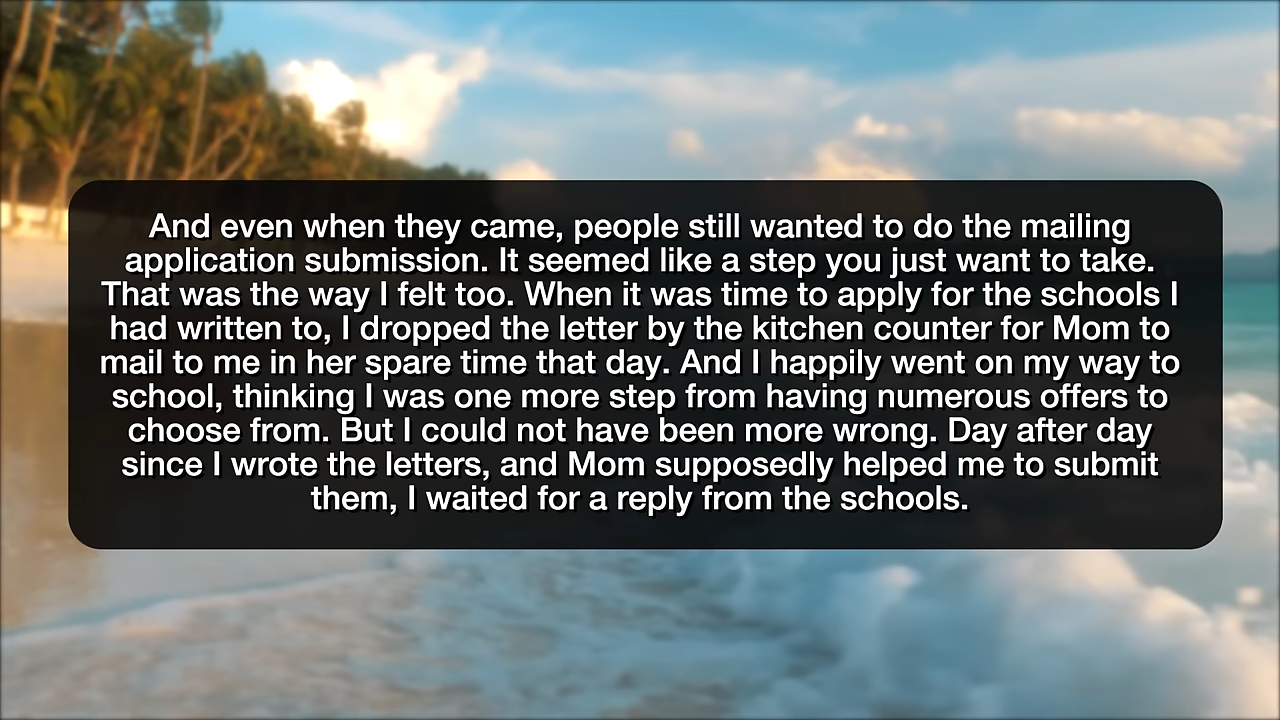 And even when they came, people still wanted to do the mailing
application submission. It seemed like a step you just want to take.
That was the way I felt too. When it was time to apply for the schools I
had written to, I dropped the letter by the kitchen counter for Mom to
mail to me in her spare time that day. And I happily went on my way to
school, thinking I was one more step from having numerous offers to
choose from. But I could not have been more wrong. Day after day
since I wrote the letters, and Mom supposedly helped me to submit
them, I waited for a reply from the schools.